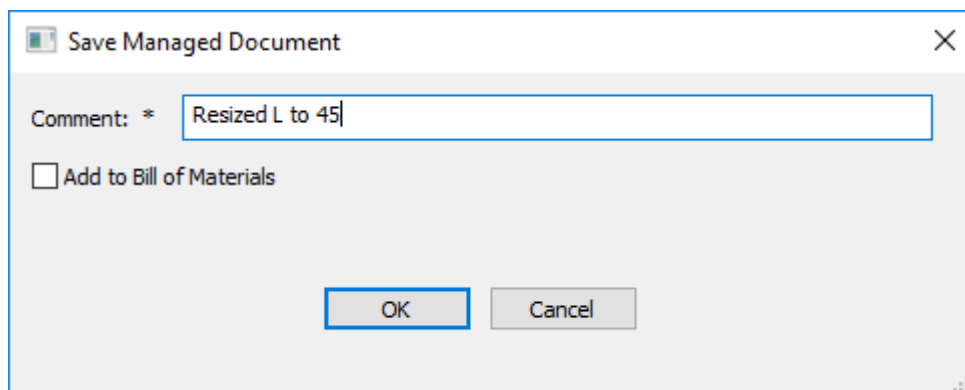 Save Managed Document
Comment: * Resized L to 45
Add to Bill of Materials
OK Cancel